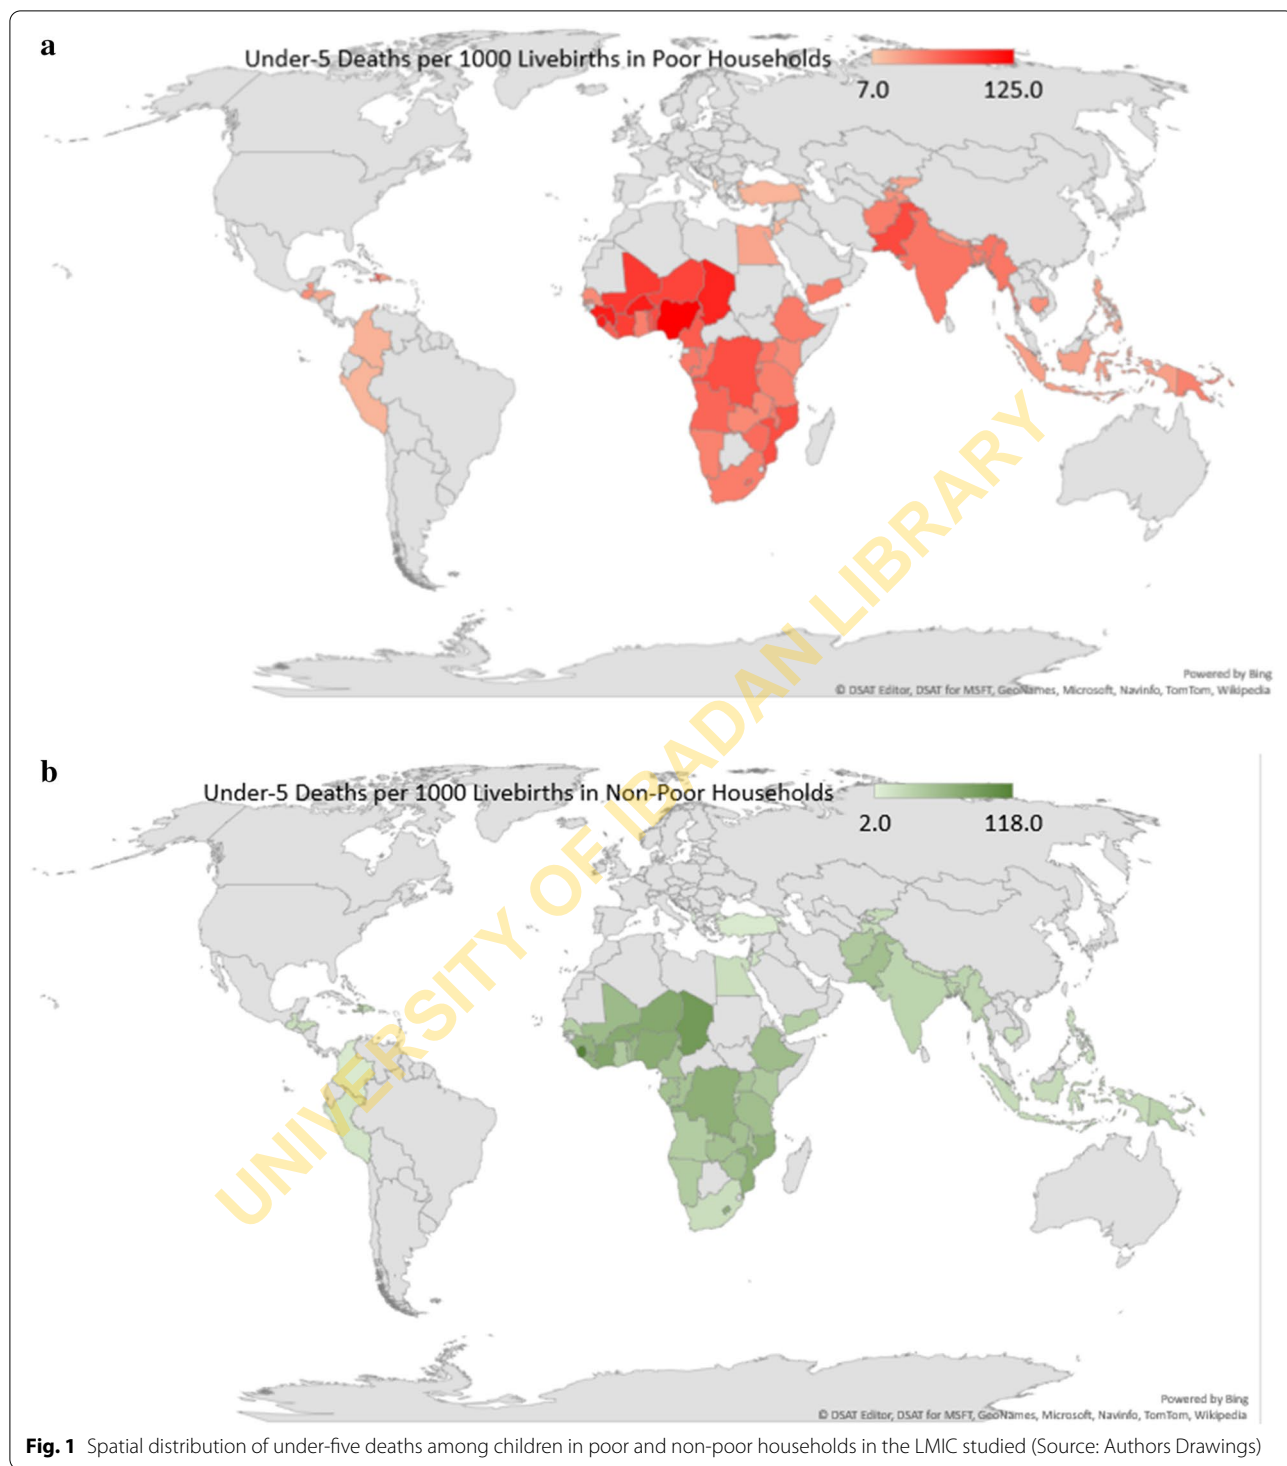 a
Under-5 Deaths per 1000 Livebirths in Poor Households
7.0 125.0
Powered by Bing
© DSAT Editor, DSAT for MSFT, GeoNames, Microsoft, Navinfo, TomTom, Wikipedia
UNIVERSITY OF IBADAN LIBRARY
b
Under-5 Deaths per 1000 Livebirths in Non-Poor Households
2.0 118.0
Powered by Bing
© DSAT Editor, DSAT for MSFT, GeoNames, Microsoft, Navinfo, TomTom, Wikipedia
Fig. 1 Spatial distribution of under-five deaths among children in poor and non-poor households in the LMIC studied (Source: Authors Drawings)